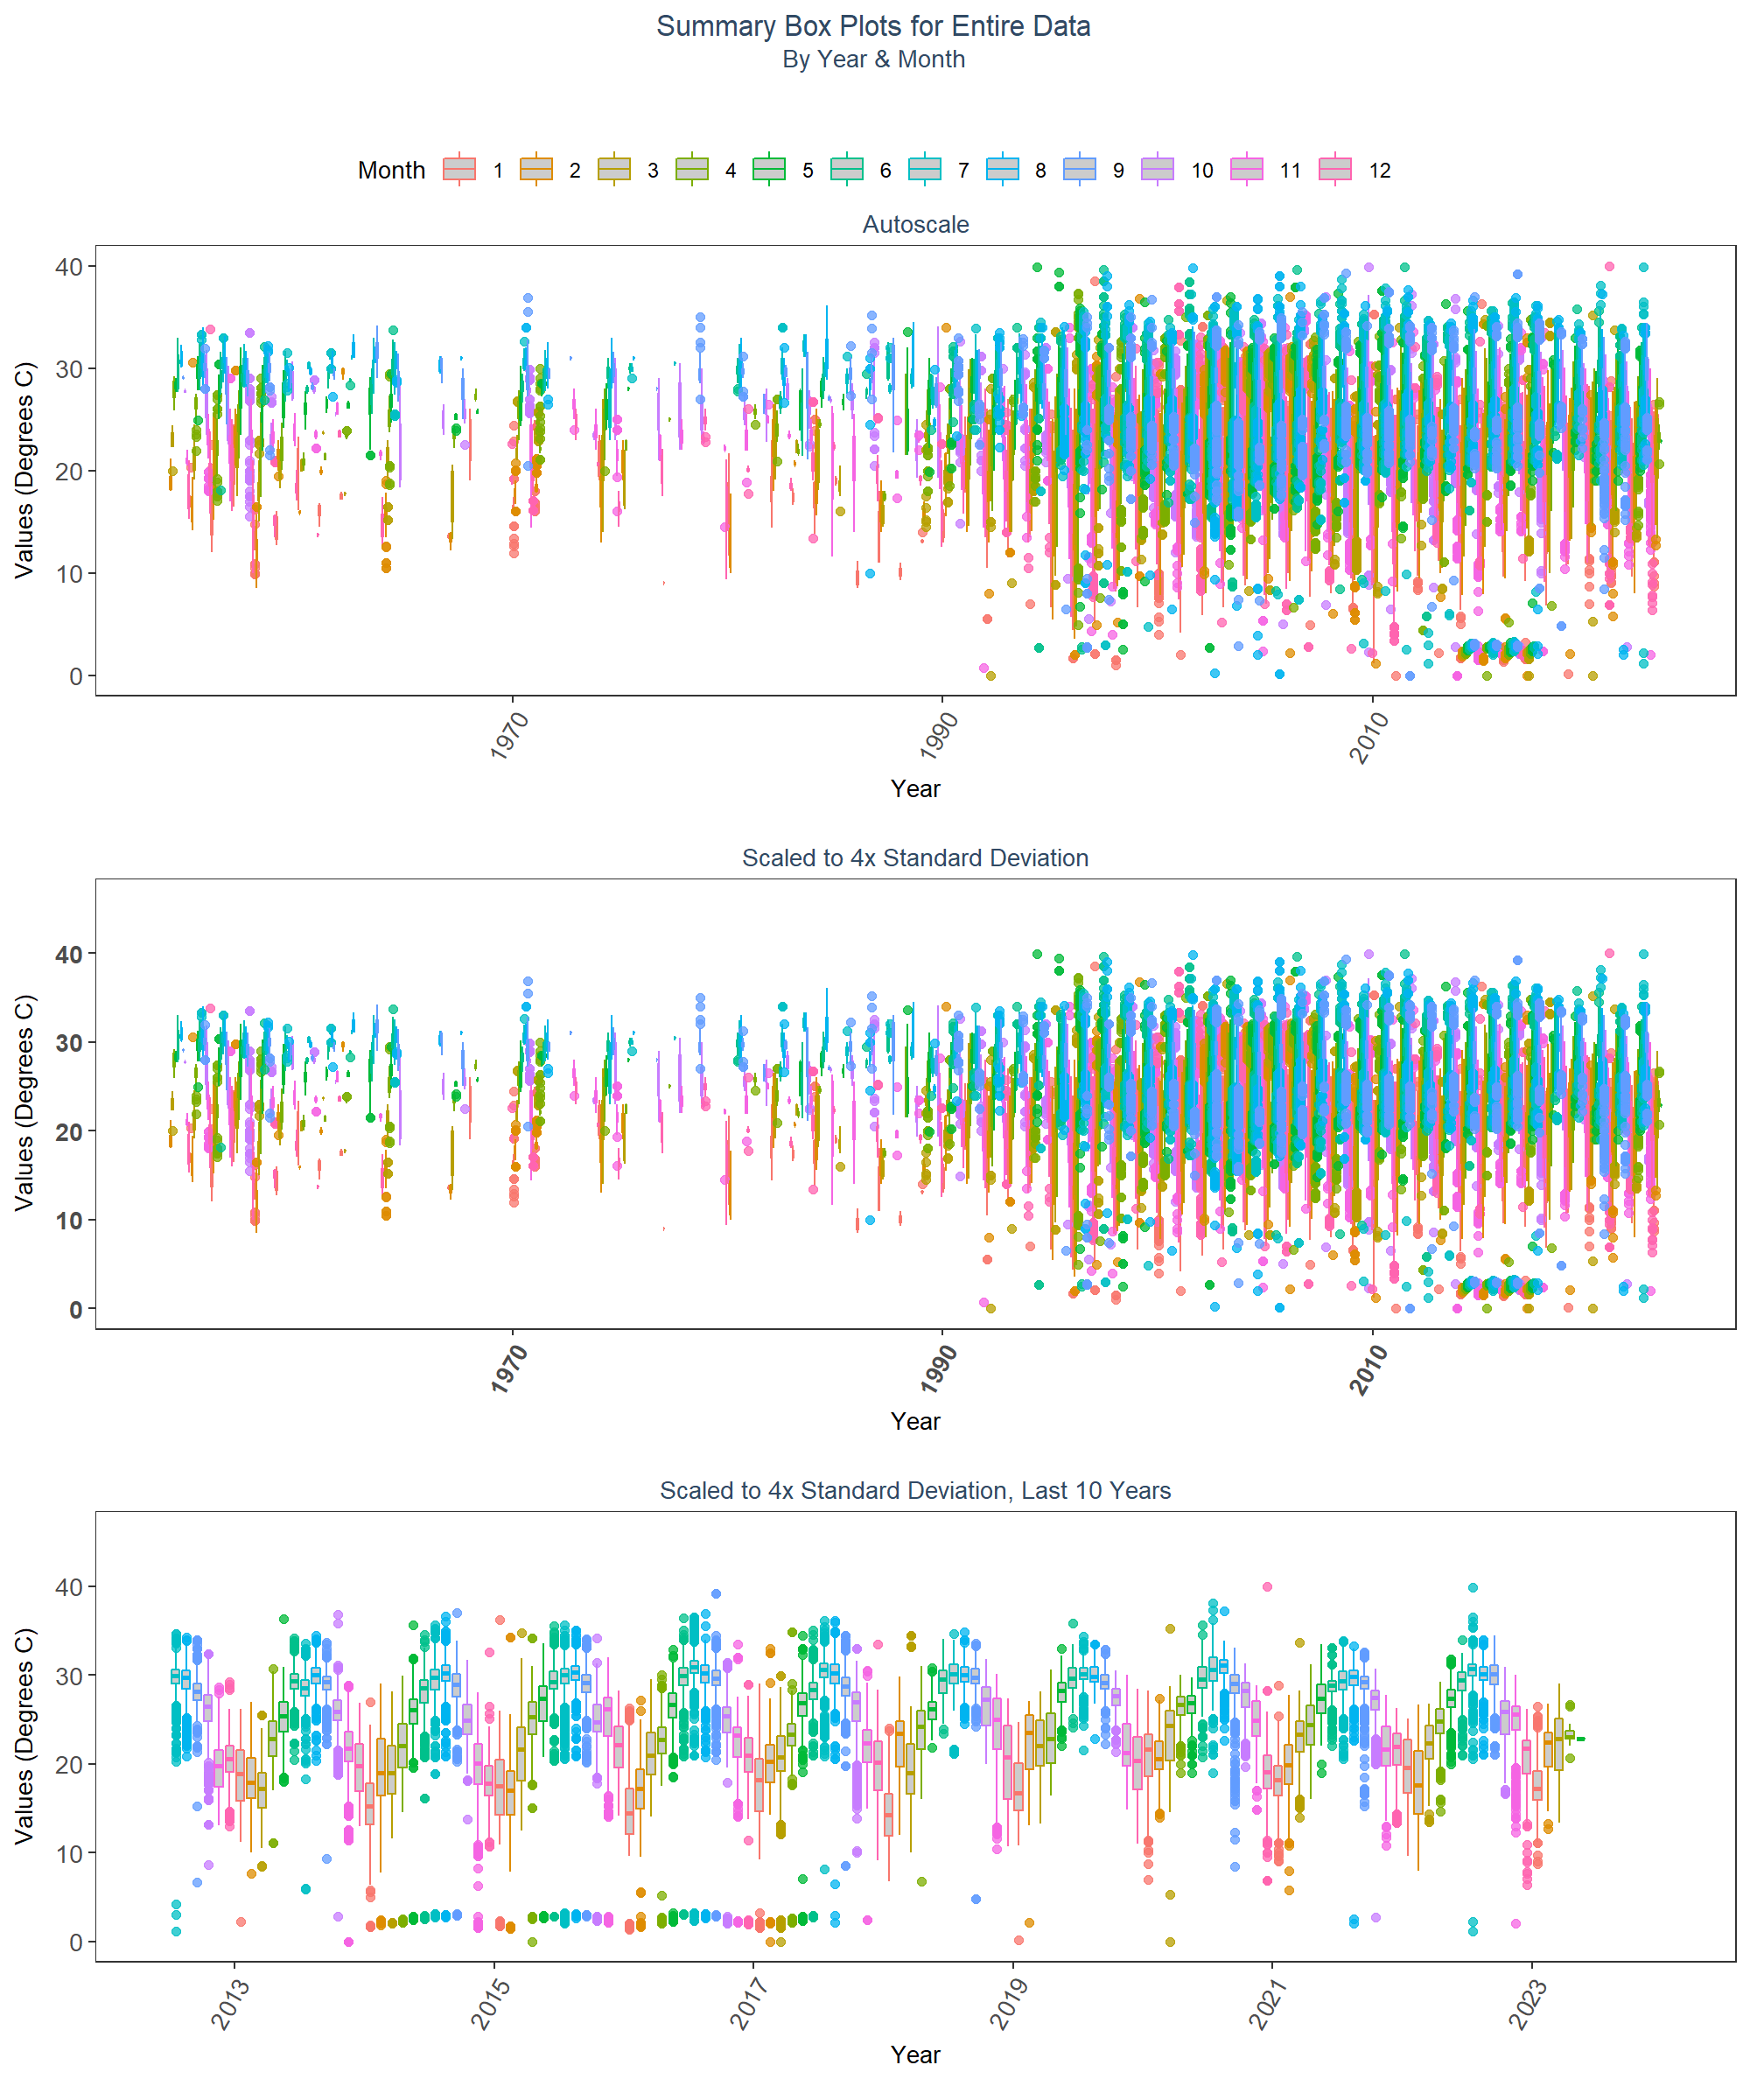 Summary Box Plots for Entire Data
By Year & Month
Month 1 2 3 4 5 6 7 8 9 10 11 12
Autoscale
Values (Degrees C)
40
30
20
10
0
1970 1990 2010
Year
Scaled to 4x Standard Deviation
Values (Degrees C)
40
30
20
10
0
1970 1990 2010
Year
Scaled to 4x Standard Deviation, Last 10 Years
Values (Degrees C)
40
30
20
10
0
2013 2015 2017 2019 2021 2023
Year